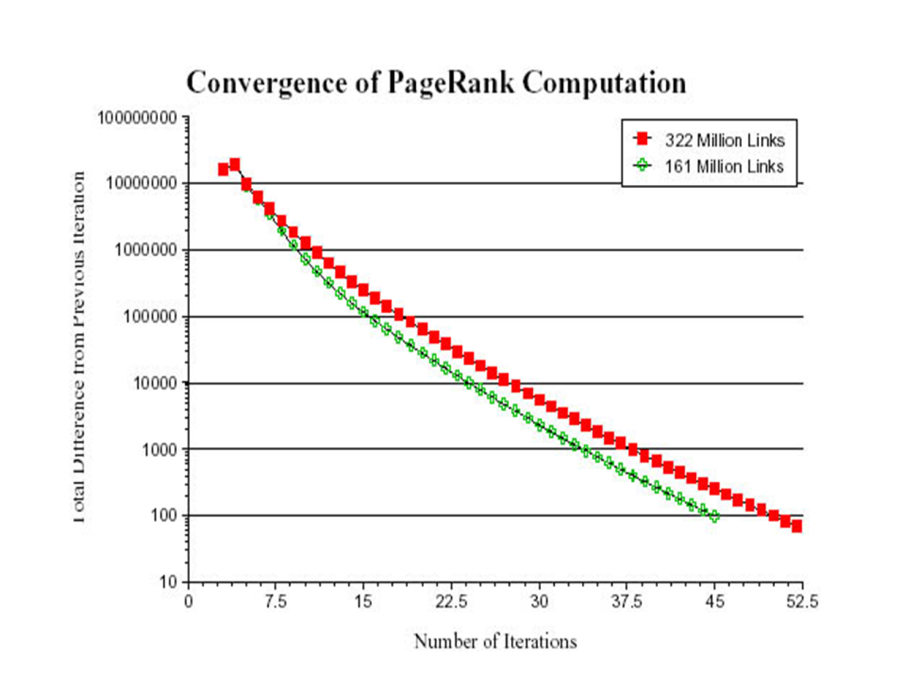 Convergence of PageRank Computation
100000000
10000000
1000000
100000
10000
1000
100
10
Total Difference from Previous Iteration
322 Million Links
161 Million Links
0 7.5 15 22.5 30 37.5 45 52.5
Number of Iterations